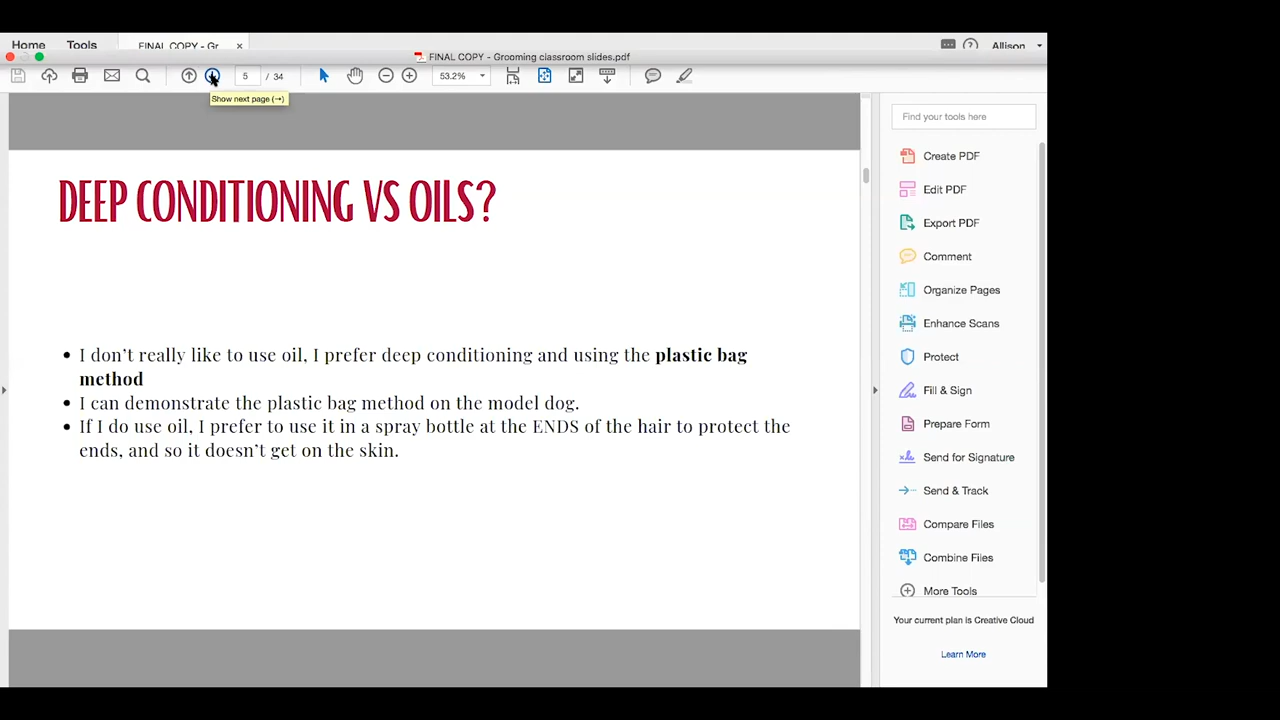 Home Tools FINAL COPY - Gr... × Allison
FINAL COPY - Grooming classroom slides.pdf
5 / 34 53.2%
Show next page (→)
Find your tools here
Create PDF
Edit PDF
Export PDF
Comment
Organize Pages
Enhance Scans
Protect
Fill & Sign
Prepare Form
Send for Signature
Send & Track
Compare Files
Combine Files
More Tools
Your current plan is Creative Cloud
Learn More
DEEP CONDITIONING VS OILS?
• I don't really like to use oil, I prefer deep conditioning and using the plastic bag
method
• I can demonstrate the plastic bag method on the model dog.
• If I do use oil, I prefer to use it in a spray bottle at the ENDS of the hair to protect the
ends, and so it doesn't get on the skin.